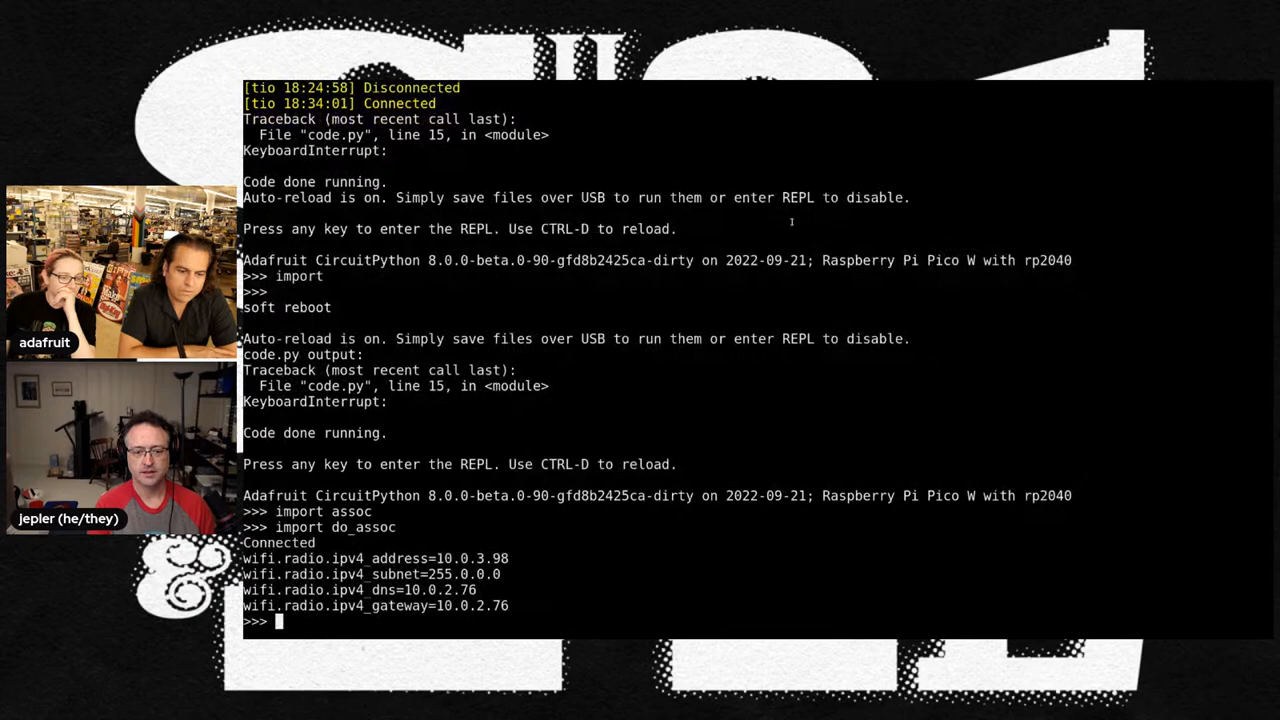 [tio 18:24:58] Disconnected
[tio 18:34:01] Connected
Traceback (most recent call last):
  File "code.py", line 15, in <module>
KeyboardInterrupt:
Code done running.
Auto-reload is on. Simply save files over USB to run them or enter REPL to disable.
Press any key to enter the REPL. Use CTRL-D to reload.
Adafruit CircuitPython 8.0.0-beta.0-90-gfd8b2425ca-dirty on 2022-09-21; Raspberry Pi Pico W with rp2040
>>> import
>>>
soft reboot
Auto-reload is on. Simply save files over USB to run them or enter REPL to disable.
code.py output:
Traceback (most recent call last):
  File "code.py", line 15, in <module>
KeyboardInterrupt:
Code done running.
Press any key to enter the REPL. Use CTRL-D to reload.
Adafruit CircuitPython 8.0.0-beta.0-90-gfd8b2425ca-dirty on 2022-09-21; Raspberry Pi Pico W with rp2040
>>> import assoc
>>> import do_assoc
Connected
wifi.radio.ipv4_address=10.0.3.98
wifi.radio.ipv4_subnet=255.0.0.0
wifi.radio.ipv4_dns=10.0.2.76
wifi.radio.ipv4_gateway=10.0.2.76
>>>
adafruit
jepler (he/they)
&